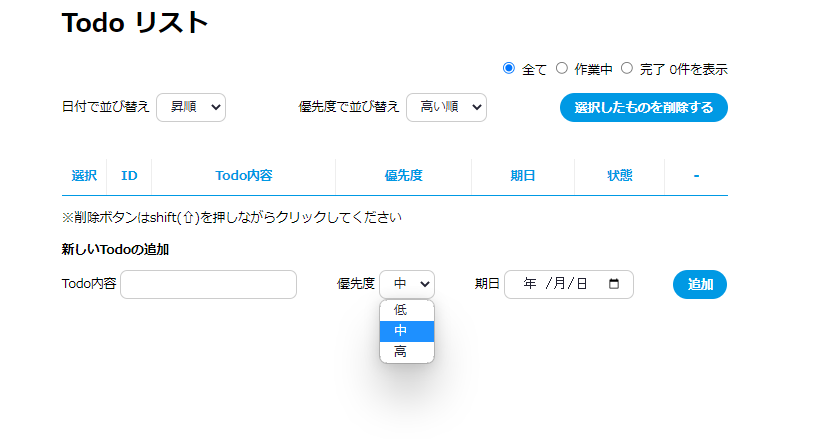 Todo リスト
全て 作業中 完了 0件を表示
日付で並び替え 昇順 優先度で並び替え 高い順 選択したものを削除する
選択 ID Todo内容 優先度 期日 状態 -
※削除ボタンはshift(⇧)を押しながらクリックしてください
新しいTodoの追加
Todo内容 優先度 中 期日 年 /月/日 追加
低
中
高